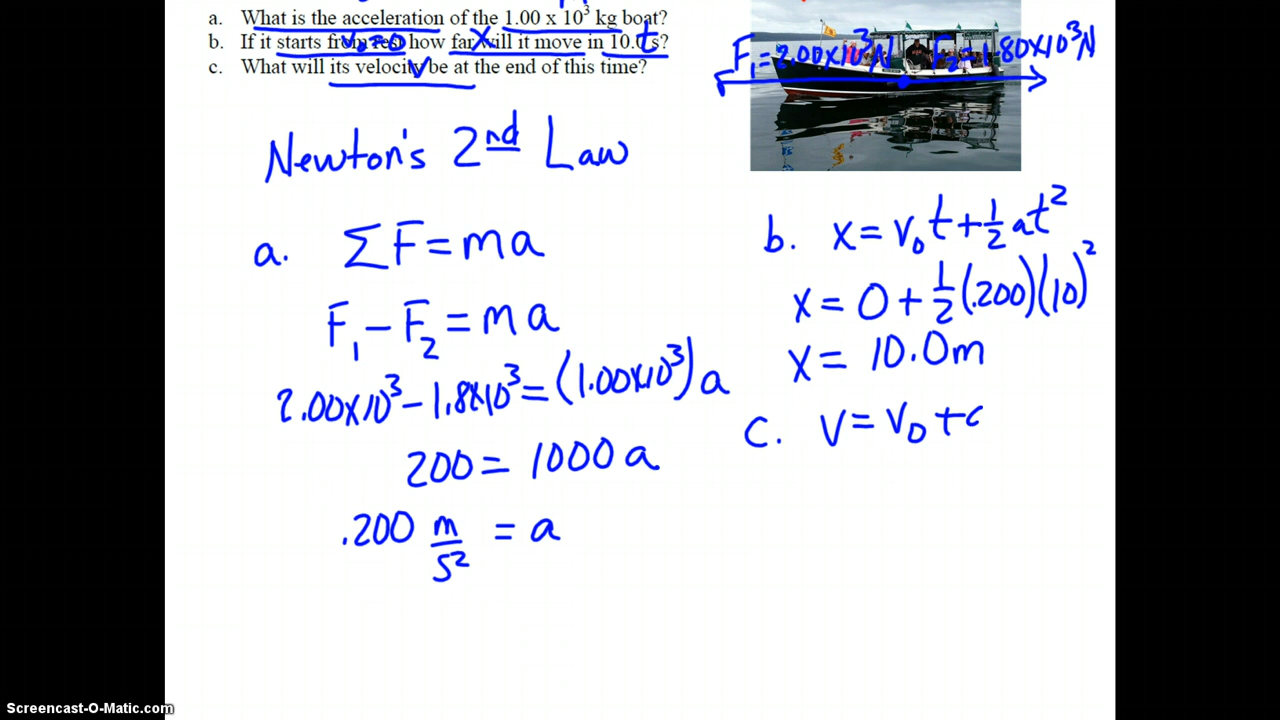 a. What is the acceleration of the 1.00 x 10³ kg boat?
b. If it starts from rest how far will it move in 10.0 s?
v₀=0 x t
c. What will its velocity be at the end of this time?
v
F₁=2.00x10³N F₂=1.80x10³N
Newton's 2nd Law
a. ΣF=ma
F₁-F₂=ma
2.00x10³-1.8x10³=(1.00x10³)a
200=1000a
.200 m/s² = a
b. x=v₀t+½at²
x=0+½(.200)(10)²
x=10.0m
c. v=v₀+
Screencast-O-Matic.com